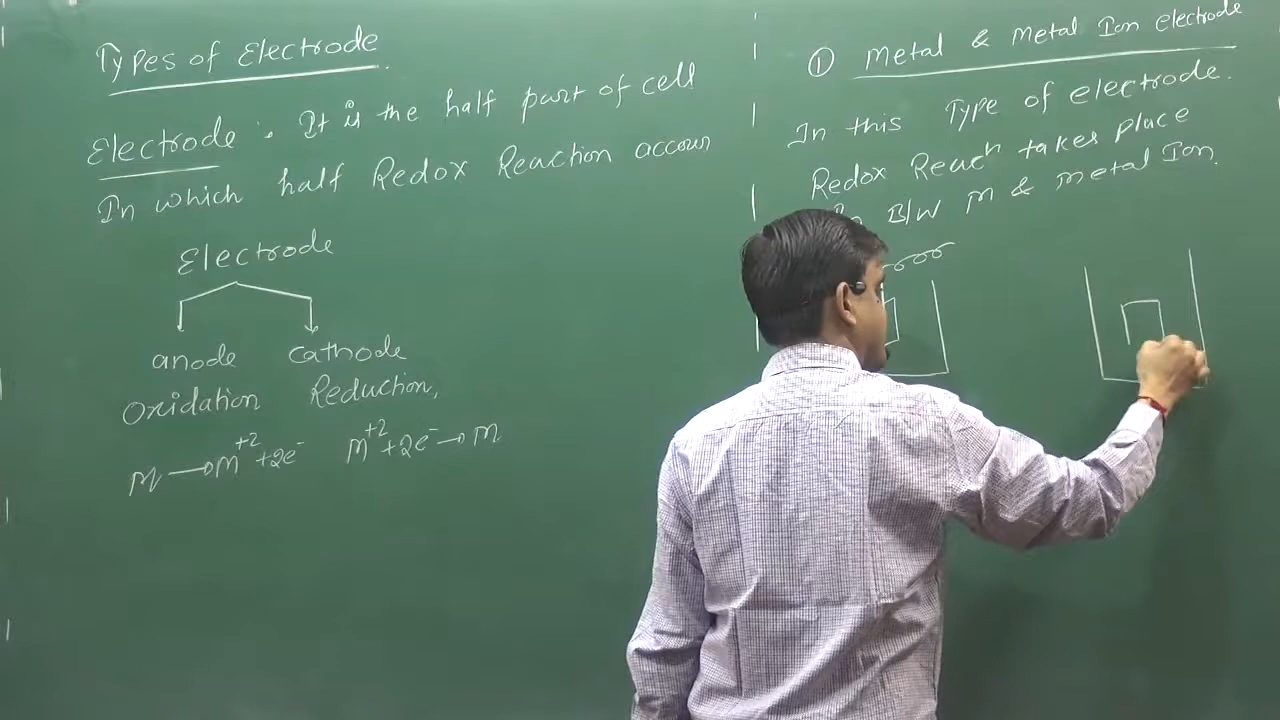 Types of Electrode
Electrode : It is the half part of cell
In which half Redox Reaction accour
Electrode
anode cathode
Oxidation Reduction,
M → M+2 +2e- M+2 +2e- → M
① Metal & Metal Ion electrode
In this Type of electrode.
Redox Reach takes place
B/W M & Metal Ion.